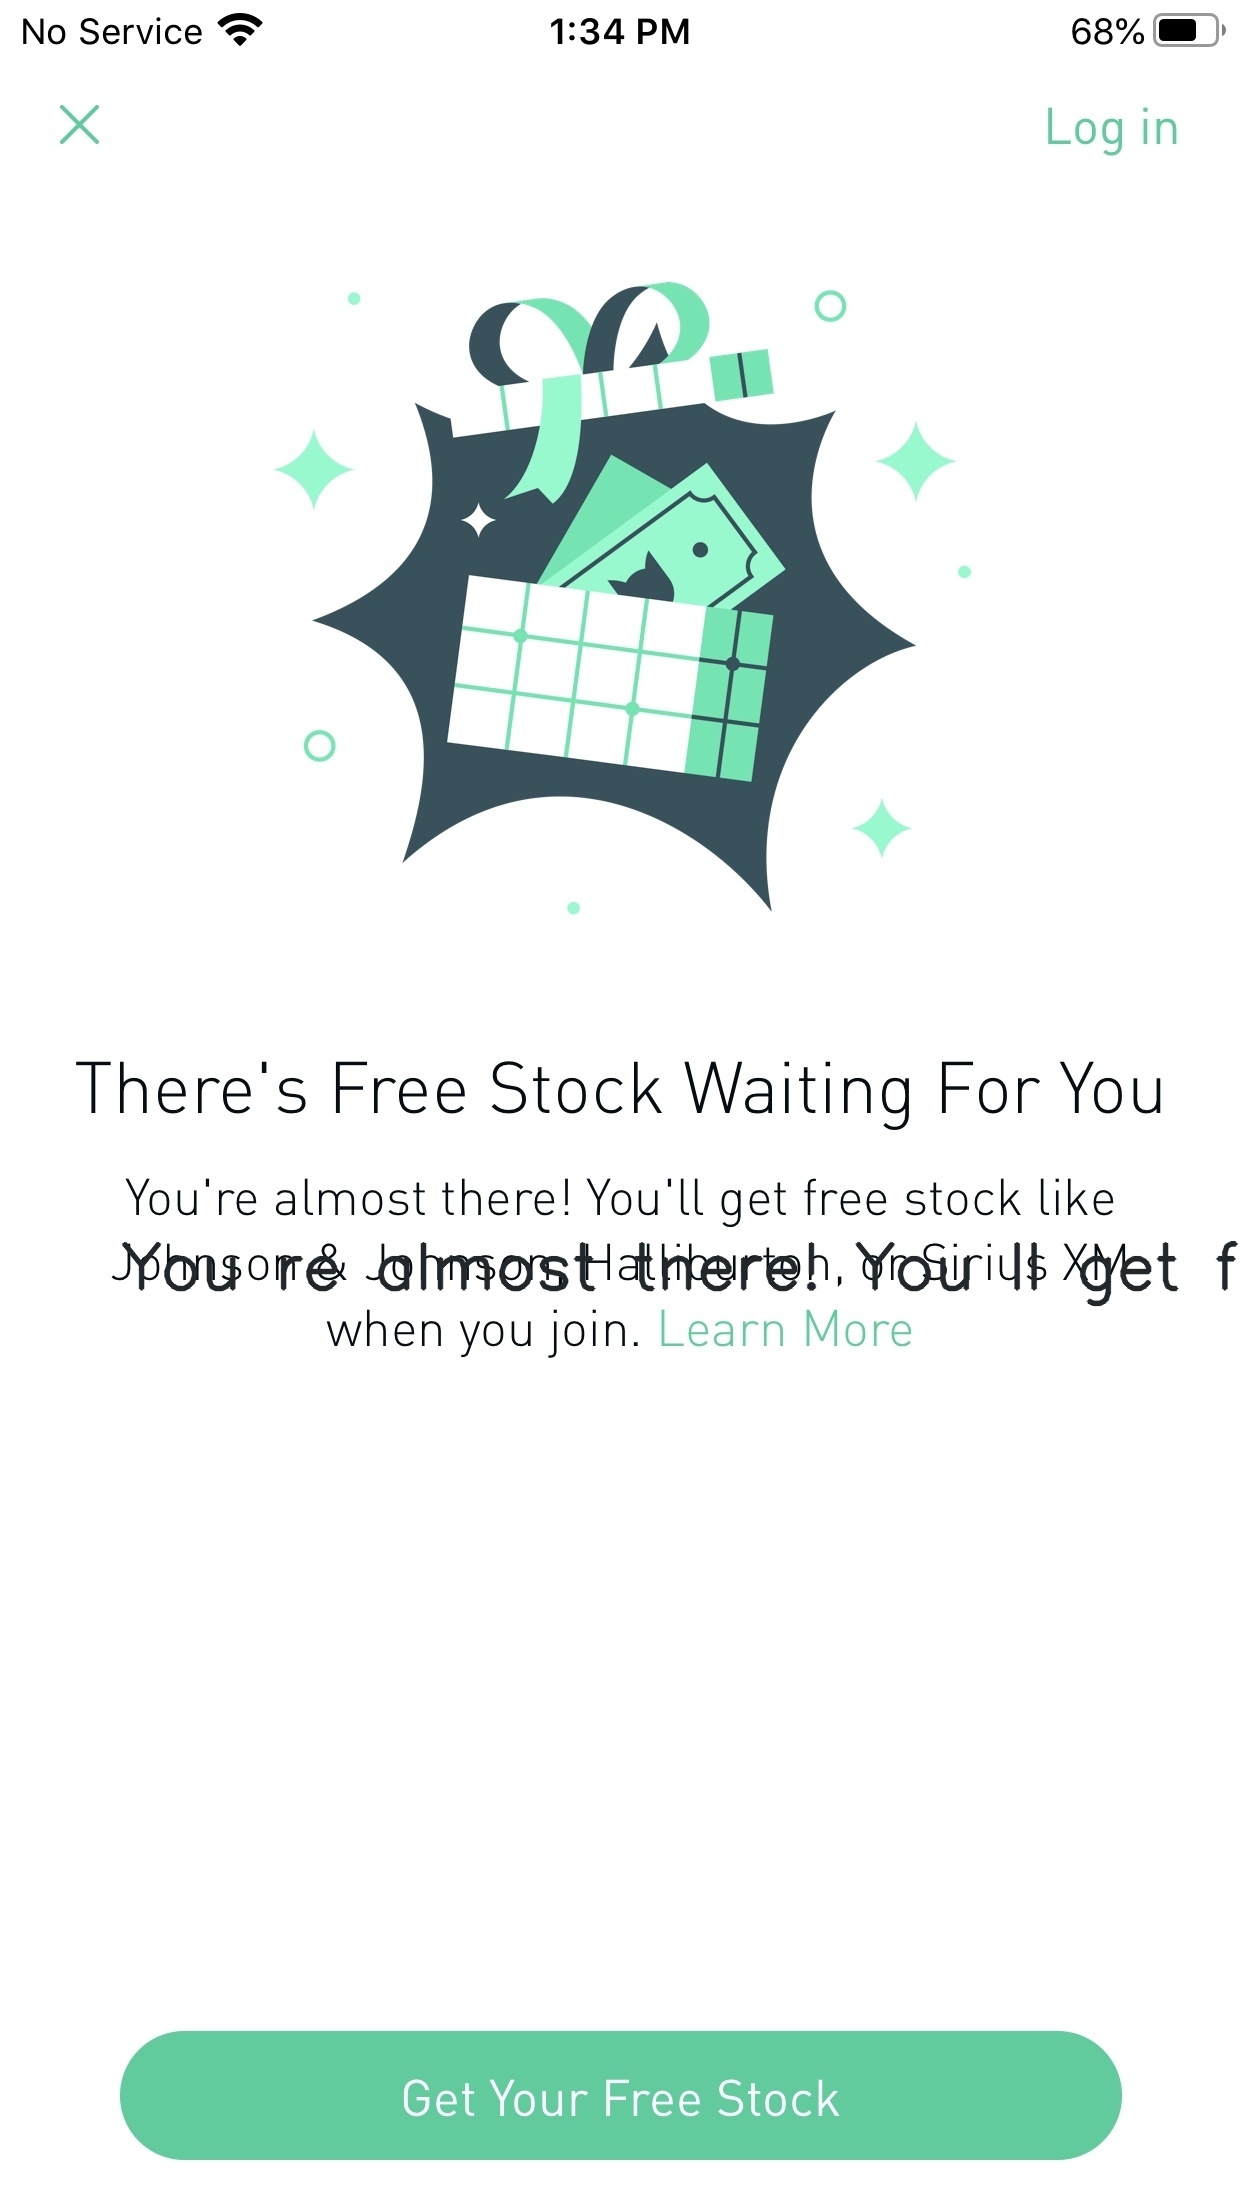 No Service 1:34 PM 68%
Log in
There's Free Stock Waiting For You
You're almost there! You'll get free stock like
Johnson & Johnson, Halliburton, or Sirius XM
You re almost there! You ll get f
when you join. Learn More
Get Your Free Stock